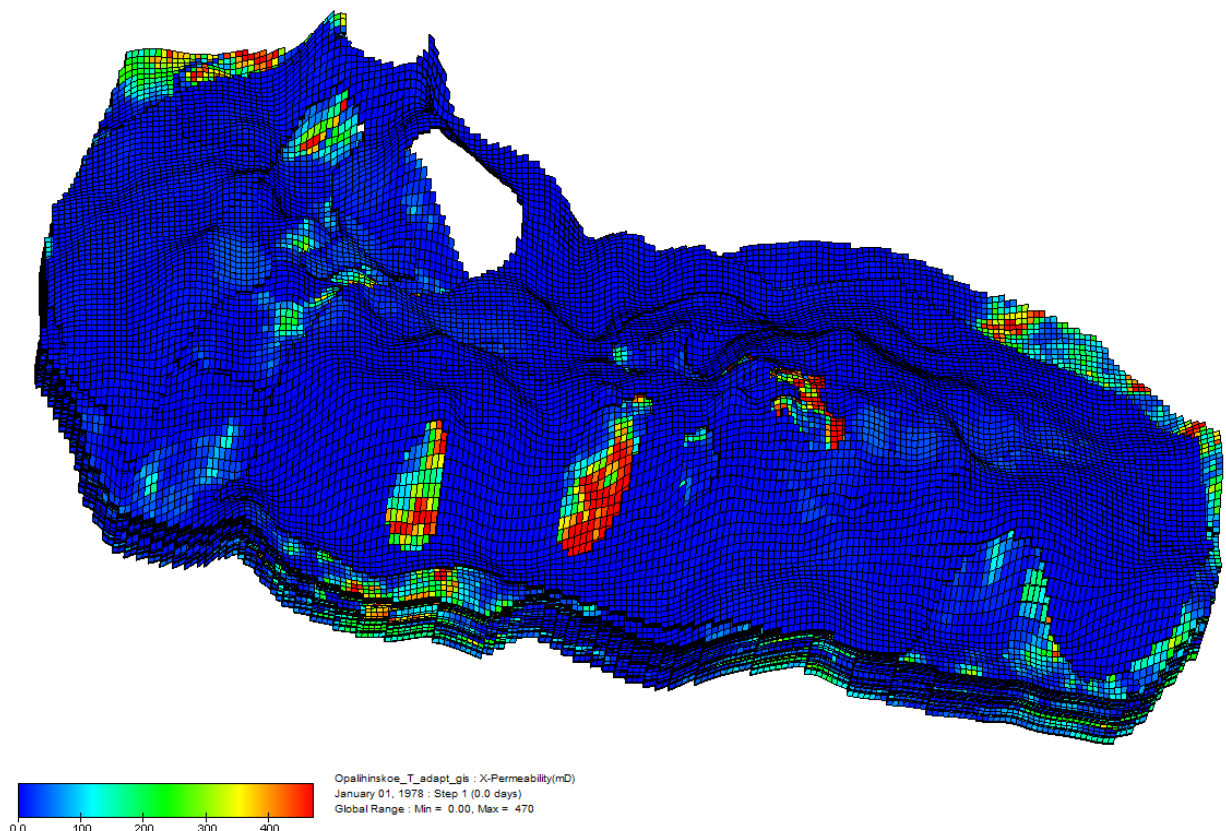 Opalihinskoe_T_adapt_gis : X-Permeability(mD)
January 01, 1978 : Step 1 (0.0 days)
Global Range : Min = 0.00, Max = 470
0.0 100 200 300 400